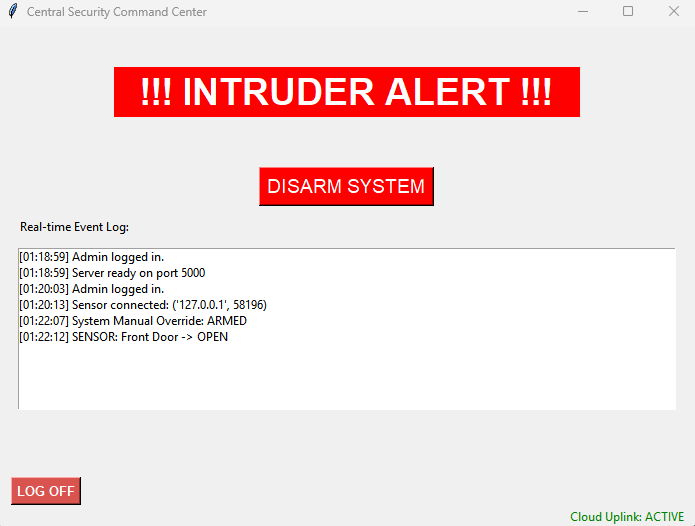 Central Security Command Center
!!! INTRUDER ALERT !!!
DISARM SYSTEM
Real-time Event Log:
[01:18:59] Admin logged in.
[01:18:59] Server ready on port 5000
[01:20:03] Admin logged in.
[01:20:13] Sensor connected: ('127.0.0.1', 58196)
[01:22:07] System Manual Override: ARMED
[01:22:12] SENSOR: Front Door -> OPEN
LOG OFF
Cloud Uplink: ACTIVE